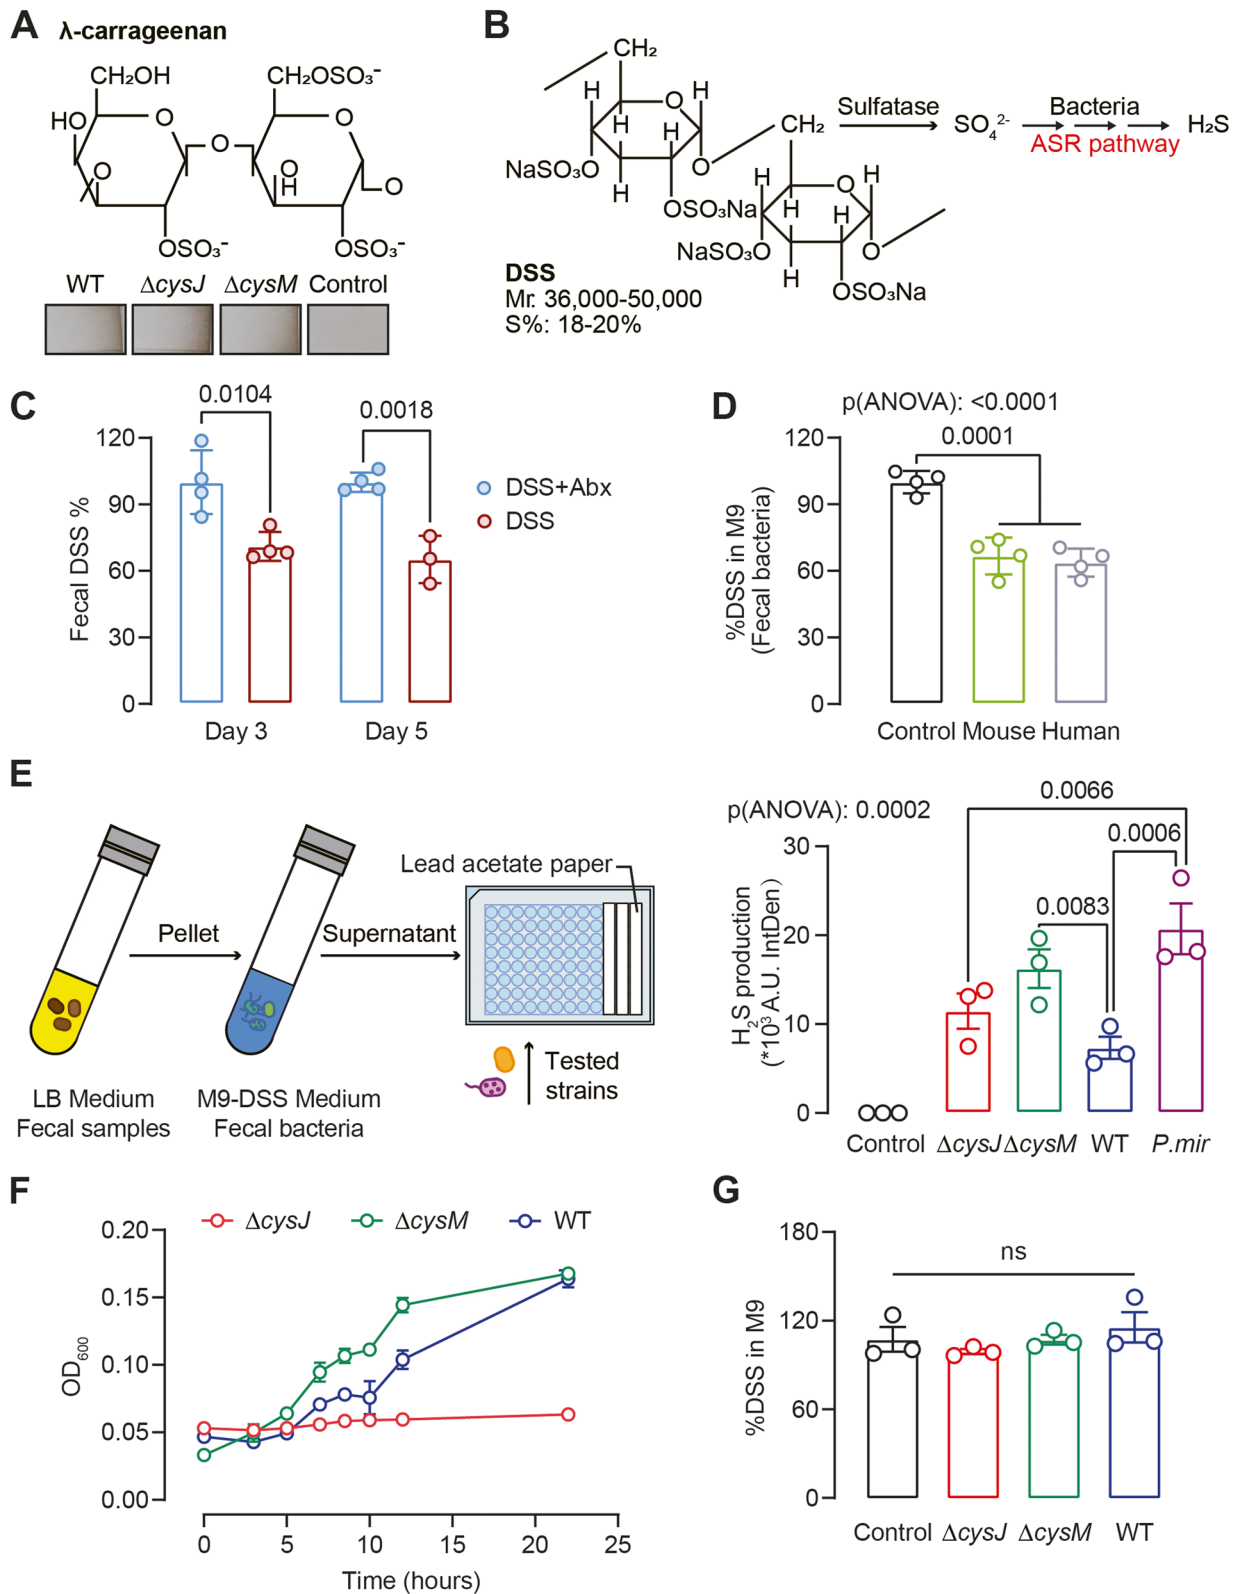 A
λ-carrageenan
CH₂OH
CH₂OSO₃⁻
HO
O
O
O
O
O
H
O
OSO₃⁻
OSO₃⁻
WT
ΔcysJ
ΔcysM
Control
B
CH₂
H
O
H
H
H
NaSO₃O
H
O
OSO₃Na
CH₂
H
O
H
H
H
NaSO₃O
H
O
OSO₃Na
Sulfatase
SO₄²⁻
Bacteria
ASR pathway
H₂S
DSS
Mr. 36,000-50,000
S%: 18-20%
C
0.0104
0.0018
120
90
60
30
0
Fecal DSS %
Day 3
Day 5
DSS+Abx
DSS
D
p(ANOVA): <0.0001
0.0001
120
90
60
30
0
%DSS in M9
(Fecal bacteria)
Control
Mouse
Human
E
Pellet
Supernatant
Lead acetate paper
LB Medium
Fecal samples
M9-DSS Medium
Fecal bacteria
Tested
strains
p(ANOVA): 0.0002
0.0066
0.0006
0.0083
30
20
10
0
H₂S production
(*10³ A.U. IntDen)
Control
ΔcysJ
ΔcysM
WT
P.mir
F
ΔcysJ
ΔcysM
WT
0.20
0.15
0.10
0.05
0.00
OD₆₀₀
0
5
10
15
20
25
Time (hours)
G
ns
180
120
60
0
%DSS in M9
Control
ΔcysJ
ΔcysM
WT